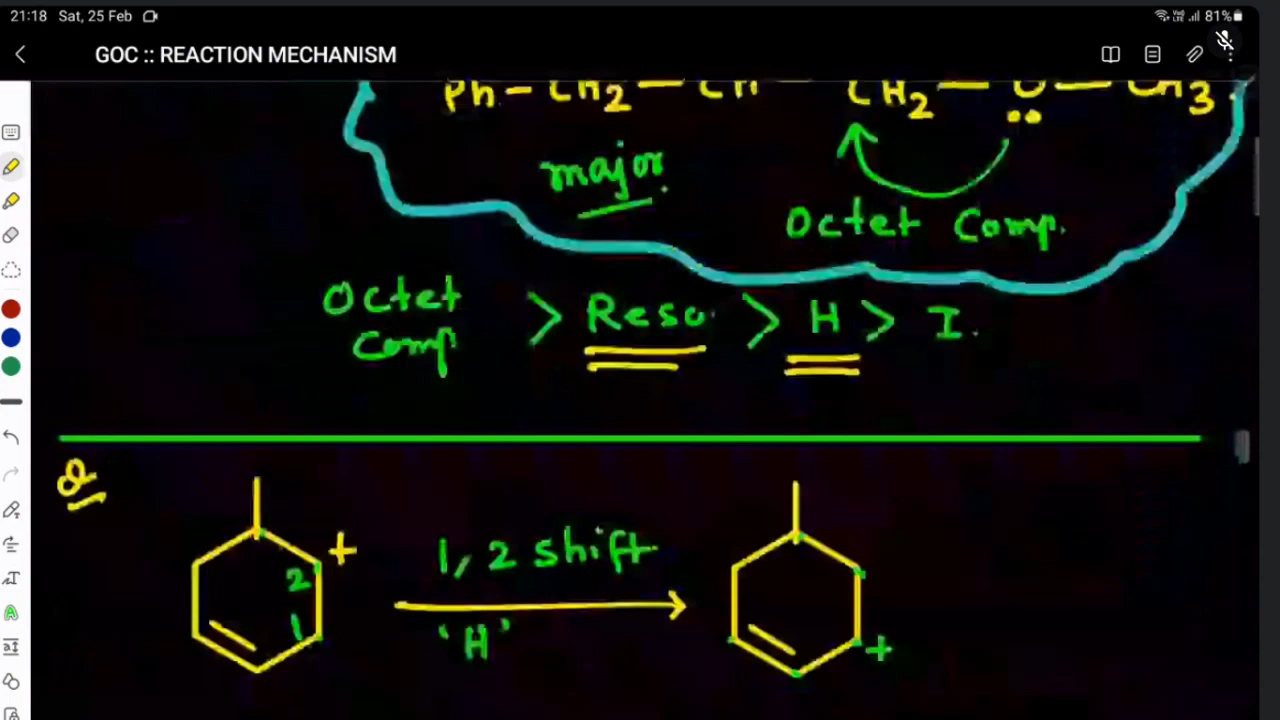 21:18 Sat, 25 Feb 81%
GOC :: REACTION MECHANISM
Ph - CH2 - CH - CH2 - O - CH3
major
Octet Comp.
Octet Comp > Reso. > H > I.
Q
+ 1, 2 shift
2
1 'H' +